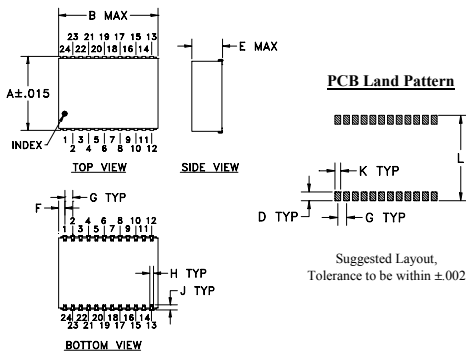 B MAX
23 21 19 17 15 13
24 22 20 18 16 14
E MAX
A±.015
INDEX
1 3 5 7 9 11
2 4 6 8 10 12
TOP VIEW
SIDE VIEW
PCB Land Pattern
K TYP
L
D TYP
G TYP
Suggested Layout,
Tolerance to be within ±.002
G TYP
F
2 4 6 8 10 12
1 3 5 7 9 11
H TYP
J TYP
24 22 20 18 16 14
23 21 19 17 15 13
BOTTOM VIEW